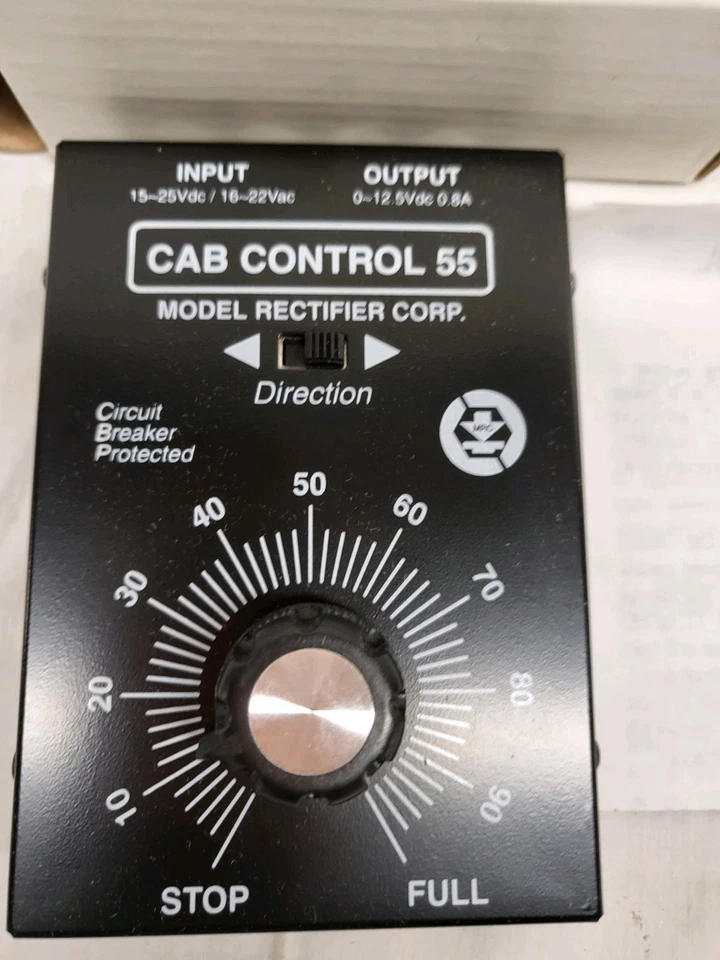 INPUT
15~25Vdc / 16~22Vac
OUTPUT
0~12.5Vdc 0.8A
CAB CONTROL 55
MODEL RECTIFIER CORP.
Direction
Circuit
Breaker
Protected
MRC
50
40
60
30
70
20
80
10
90
STOP
FULL